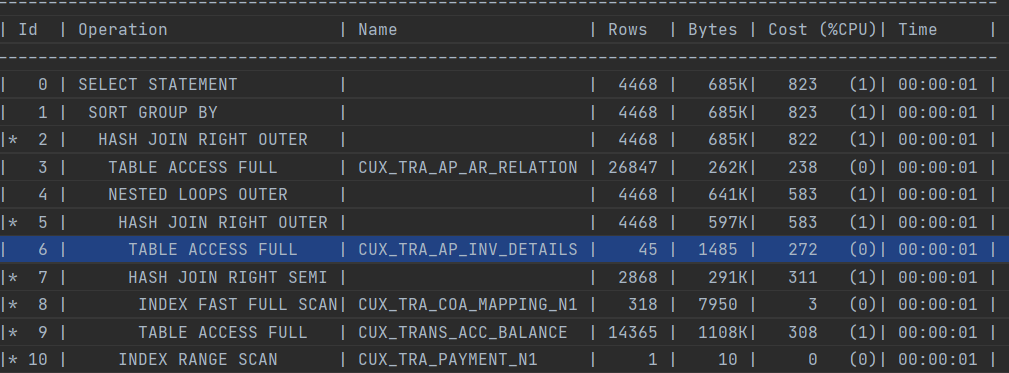 -----------------------------------------------------------------------------------------------------
| Id  | Operation                  | Name                   | Rows  | Bytes | Cost (%CPU)| Time     |
-----------------------------------------------------------------------------------------------------
|   0 | SELECT STATEMENT           |                        |  4468 |   685K|   823   (1)| 00:00:01 |
|   1 |  SORT GROUP BY             |                        |  4468 |   685K|   823   (1)| 00:00:01 |
|*  2 |   HASH JOIN RIGHT OUTER    |                        |  4468 |   685K|   822   (1)| 00:00:01 |
|   3 |    TABLE ACCESS FULL       | CUX_TRA_AP_AR_RELATION | 26847 |   262K|   238   (0)| 00:00:01 |
|   4 |    NESTED LOOPS OUTER      |                        |  4468 |   641K|   583   (1)| 00:00:01 |
|*  5 |     HASH JOIN RIGHT OUTER  |                        |  4468 |   597K|   583   (1)| 00:00:01 |
|   6 |      TABLE ACCESS FULL     | CUX_TRA_AP_INV_DETAILS |    45 |  1485 |   272   (0)| 00:00:01 |
|*  7 |      HASH JOIN RIGHT SEMI  |                        |  2868 |   291K|   311   (1)| 00:00:01 |
|*  8 |       INDEX FAST FULL SCAN| CUX_TRA_COA_MAPPING_N1 |   318 |  7950 |     3   (0)| 00:00:01 |
|*  9 |       TABLE ACCESS FULL    | CUX_TRANS_ACC_BALANCE  | 14365 |  1108K|   308   (1)| 00:00:01 |
|* 10 |     INDEX RANGE SCAN       | CUX_TRA_PAYMENT_N1     |     1 |    10 |     0   (0)| 00:00:01 |